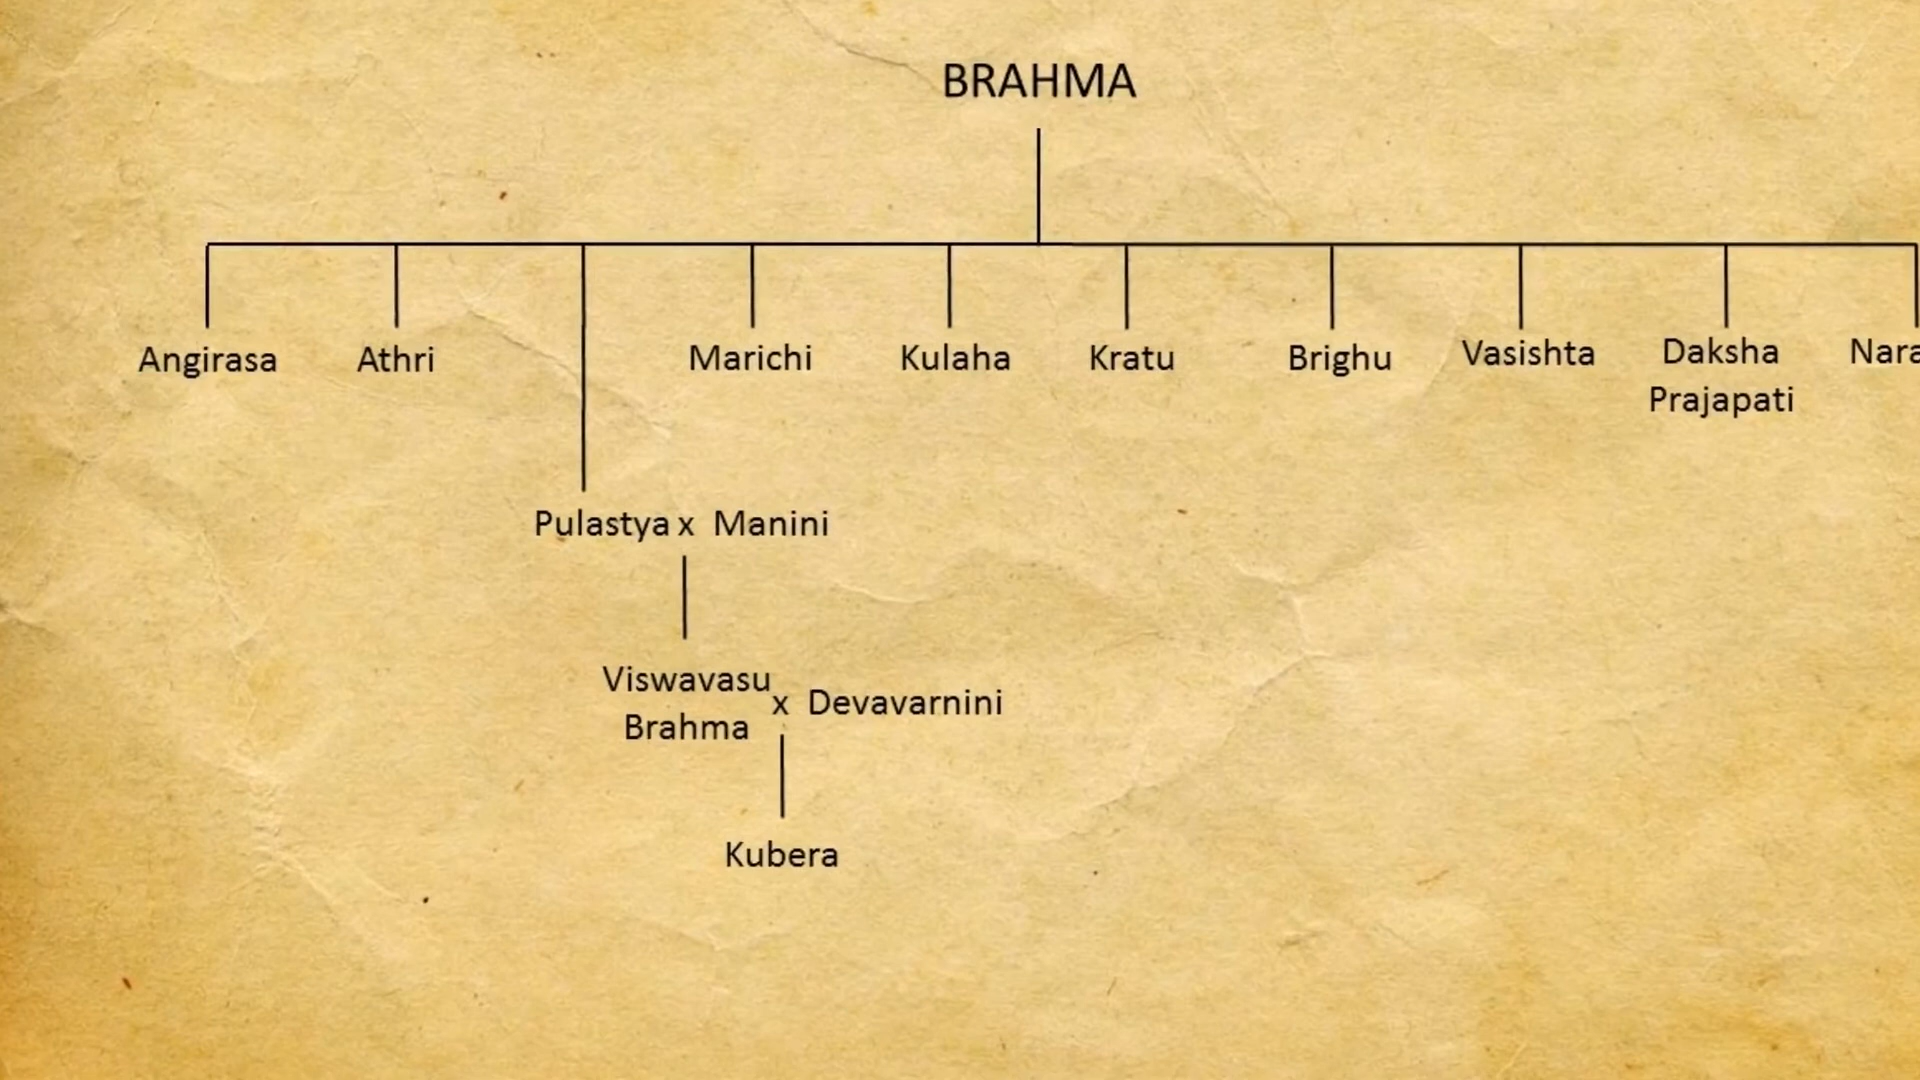 BRAHMA
Angirasa Athri Marichi Kulaha Kratu Brighu Vasishta Daksha
Prajapati
Pulastya x Manini
Viswavasu
Brahma x Devavarnini
Kubera